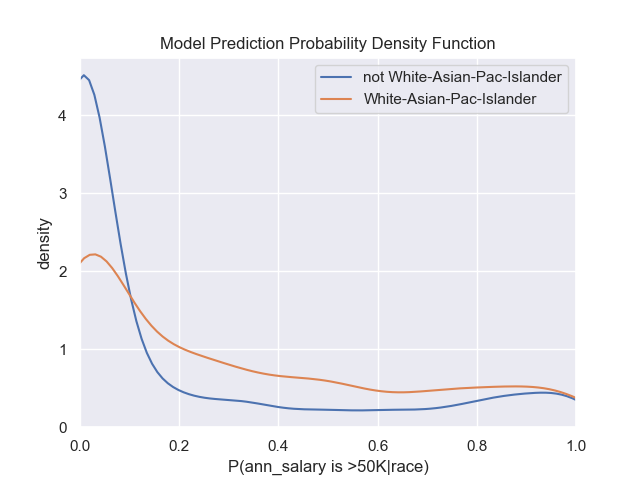 Model Prediction Probability Density Function
not White-Asian-Pac-Islander
White-Asian-Pac-Islander
density
4
3
2
1
0
0.0 0.2 0.4 0.6 0.8 1.0
P(ann_salary is >50K|race)